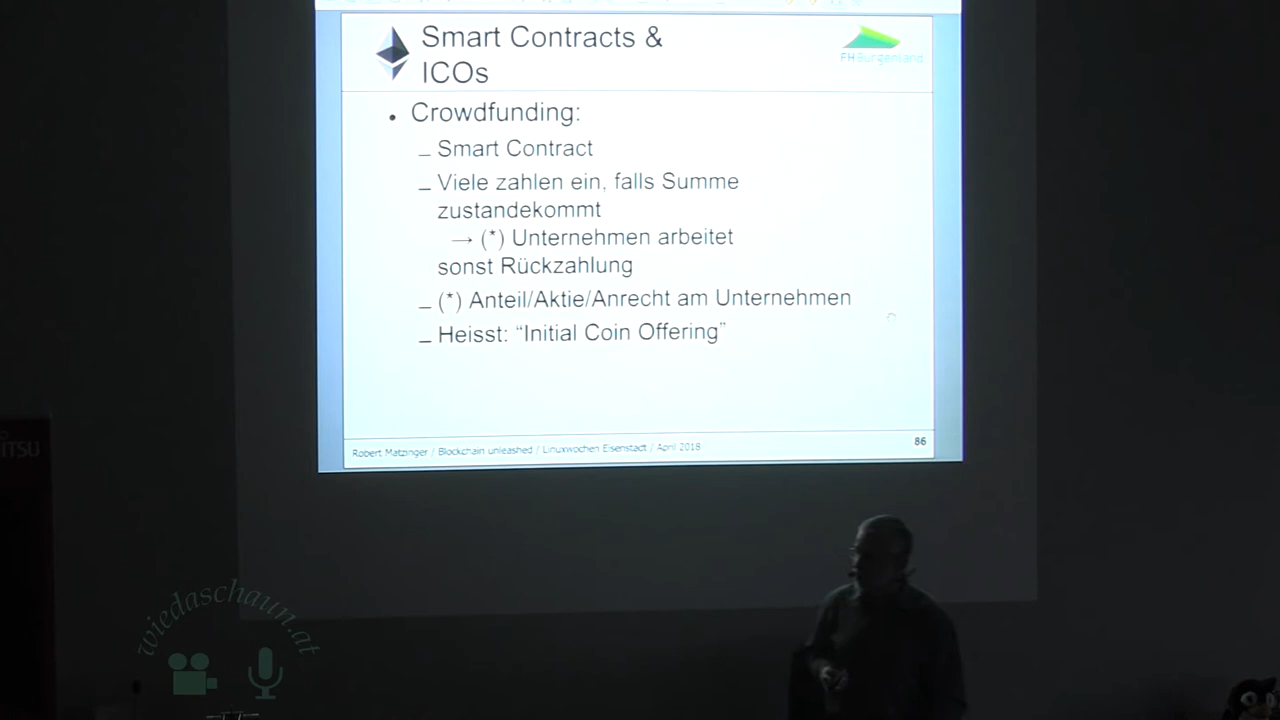 Smart Contracts &
ICOs
FH Burgenland
• Crowdfunding:
– Smart Contract
– Viele zahlen ein, falls Summe
zustandekommt
→ (*) Unternehmen arbeitet
sonst Rückzahlung
– (*) Anteil/Aktie/Anrecht am Unternehmen
– Heisst: “Initial Coin Offering”
Robert Matzinger / Blockchain unleashed / Linuxwochen Eisenstadt / April 2018
86
ITSU
wiedaschaun.at